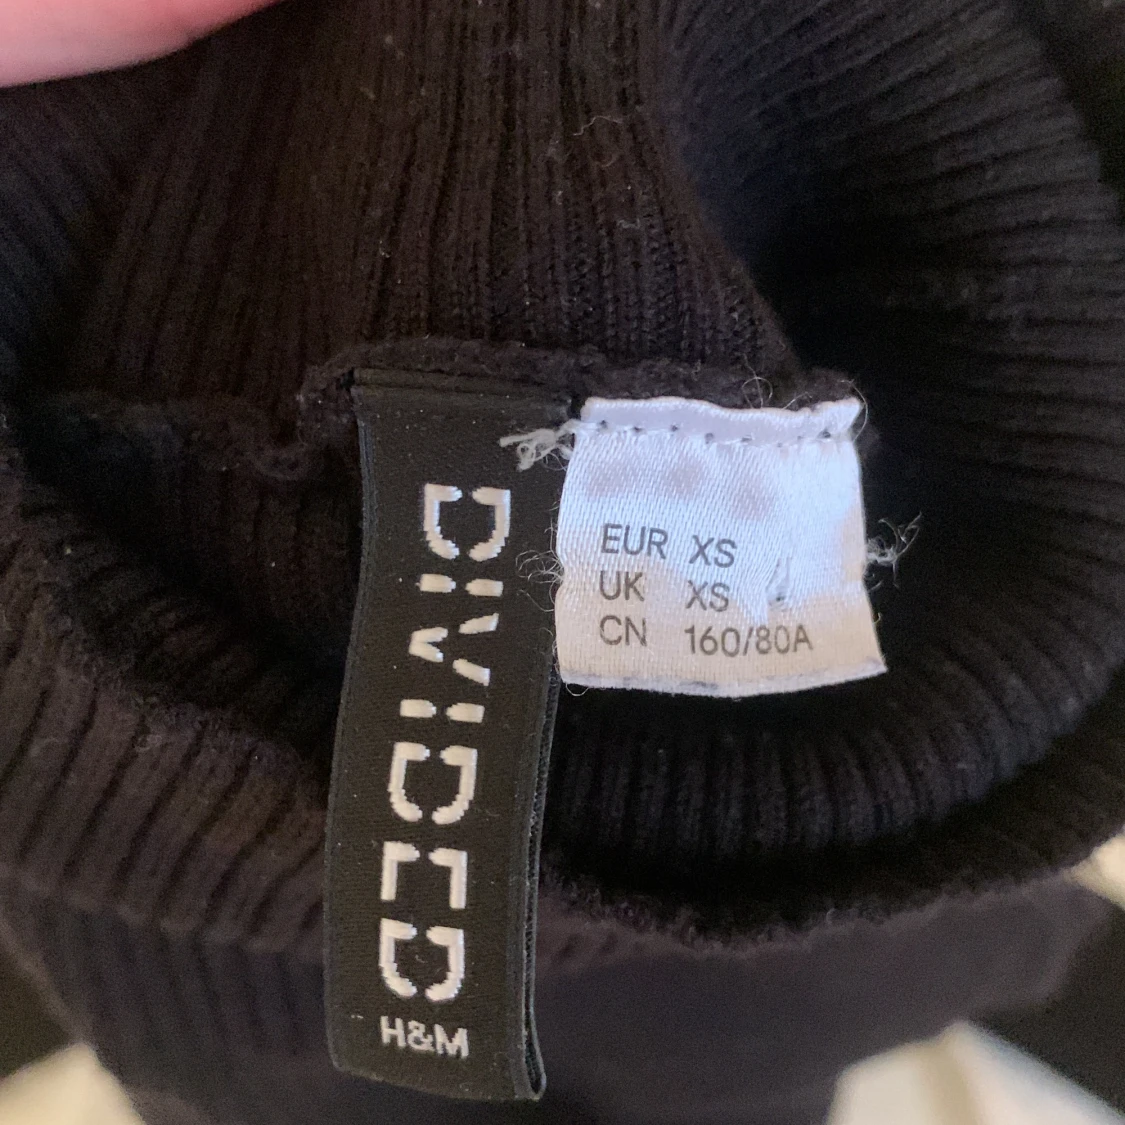 DIVIDED
H&M
EUR XS
UK XS
CN 160/80A